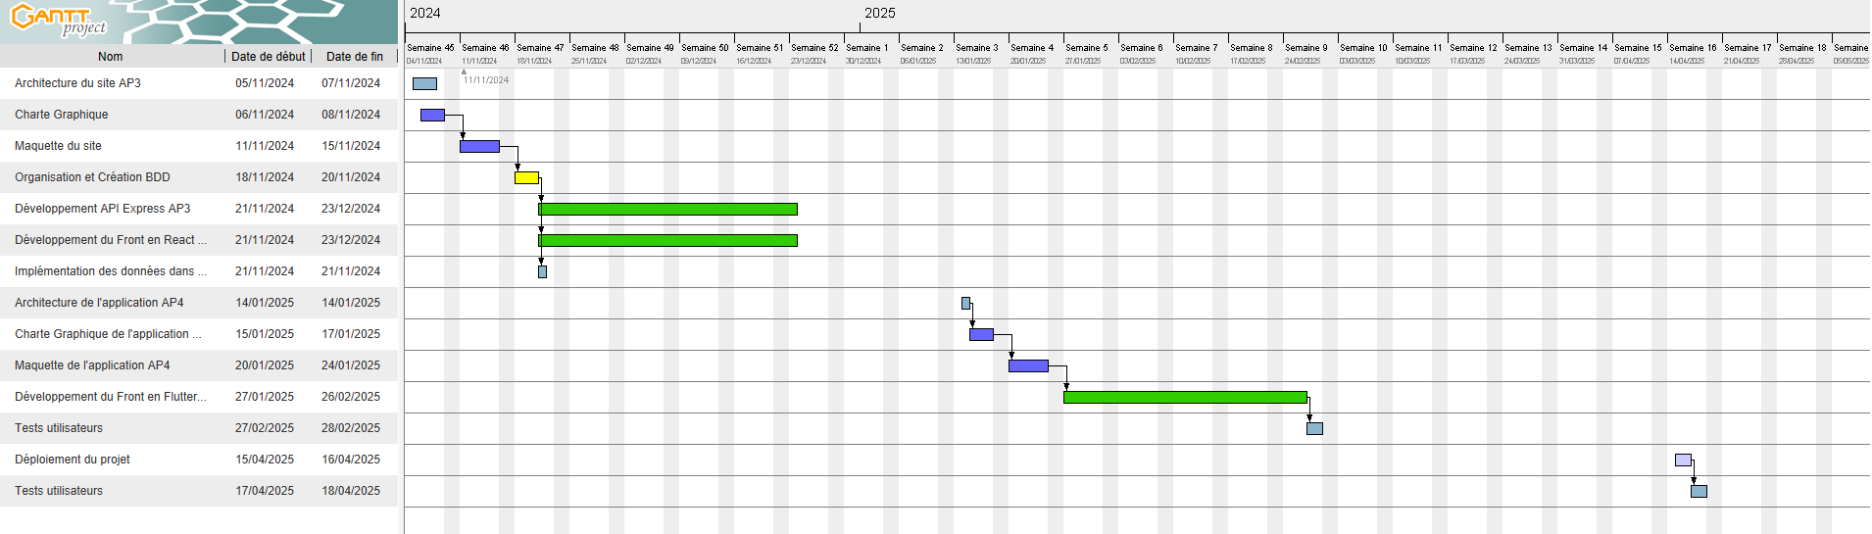 GANTT
project
2024 2025
Nom Date de début Date de fin
Semaine 45 Semaine 46 Semaine 47 Semaine 48 Semaine 49 Semaine 50 Semaine 51 Semaine 52 Semaine 1 Semaine 2 Semaine 3 Semaine 4 Semaine 5 Semaine 6 Semaine 7 Semaine 8 Semaine 9 Semaine 10 Semaine 11 Semaine 12 Semaine 13 Semaine 14 Semaine 15 Semaine 16 Semaine 17 Semaine 18 Semaine
04/11/2024 11/11/2024 18/11/2024 25/11/2024 02/12/2024 09/12/2024 16/12/2024 23/12/2024 30/12/2024 06/01/2025 13/01/2025 20/01/2025 27/01/2025 03/02/2025 10/02/2025 17/02/2025 24/02/2025 03/03/2025 10/03/2025 17/03/2025 24/03/2025 31/03/2025 07/04/2025 14/04/2025 21/04/2025 28/04/2025 05/05/2025
11/11/2024
Architecture du site AP3 05/11/2024 07/11/2024
Charte Graphique 06/11/2024 08/11/2024
Maquette du site 11/11/2024 15/11/2024
Organisation et Création BDD 18/11/2024 20/11/2024
Développement API Express AP3 21/11/2024 23/12/2024
Développement du Front en React ... 21/11/2024 23/12/2024
Implémentation des données dans ... 21/11/2024 21/11/2024
Architecture de l'application AP4 14/01/2025 14/01/2025
Charte Graphique de l'application ... 15/01/2025 17/01/2025
Maquette de l'application AP4 20/01/2025 24/01/2025
Développement du Front en Flutter... 27/01/2025 26/02/2025
Tests utilisateurs 27/02/2025 28/02/2025
Déploiement du projet 15/04/2025 16/04/2025
Tests utilisateurs 17/04/2025 18/04/2025